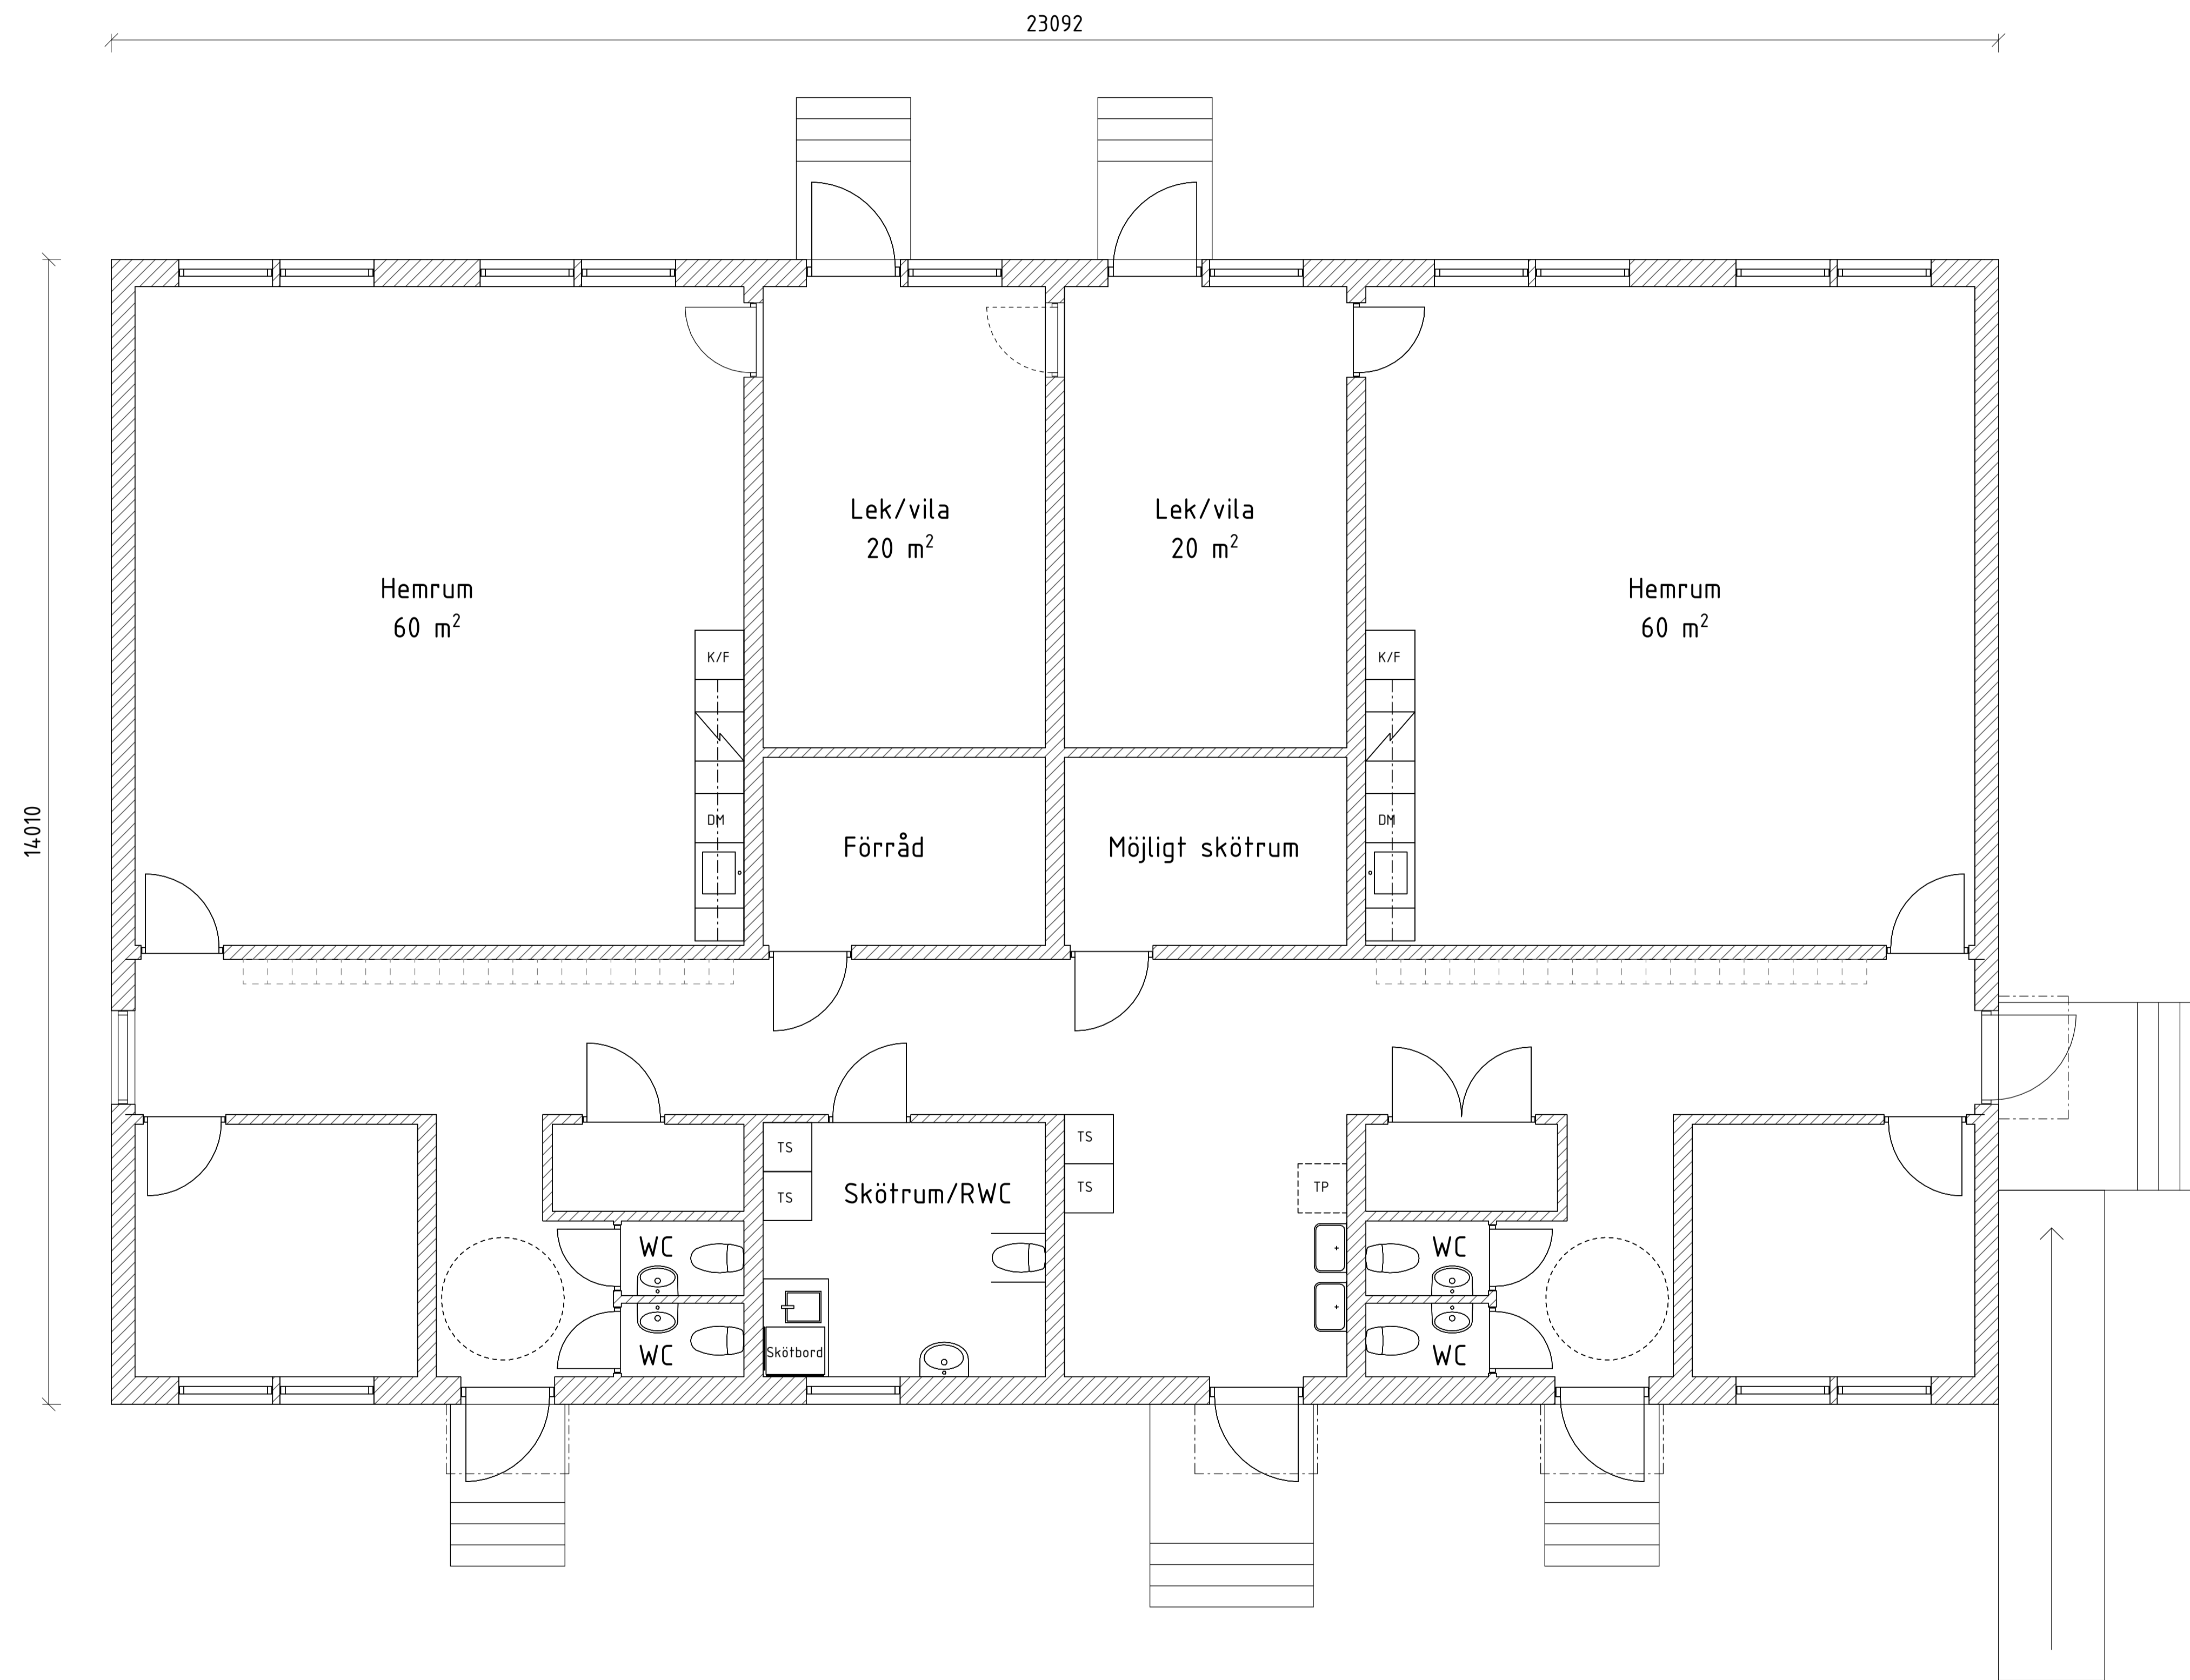 23092
14010
Lek/vila
20 m²
Lek/vila
20 m²
Hemrum
60 m²
Hemrum
60 m²
K/F
K/F
DM
DM
Förråd
Möjligt skötrum
TS
TS
TS
TS
Skötrum/RWC
TP
WC
WC
WC
WC
Skötbord